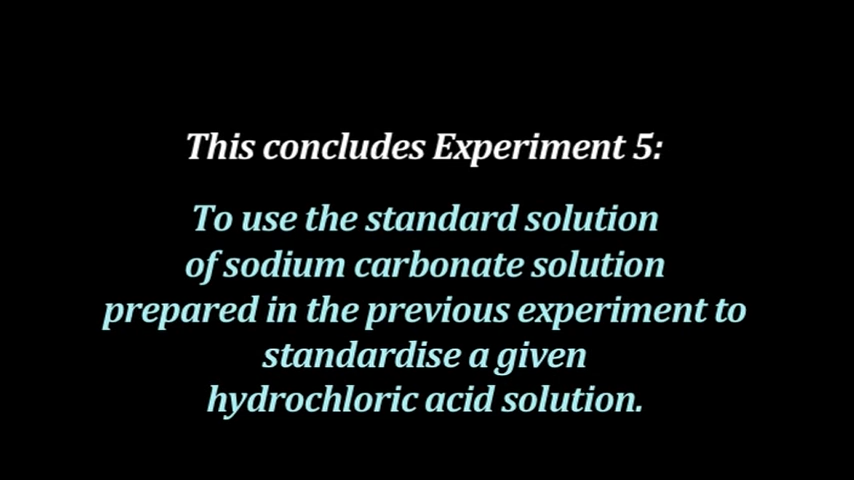 This concludes Experiment 5:
To use the standard solution
of sodium carbonate solution
prepared in the previous experiment to
standardise a given
hydrochloric acid solution.